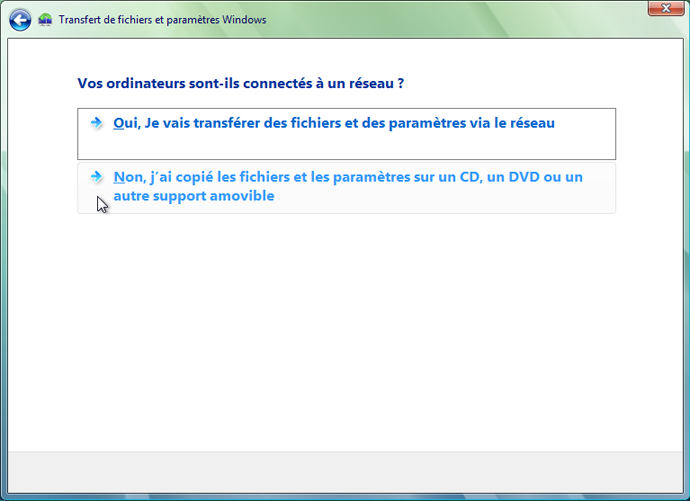 Transfert de fichiers et paramètres Windows
Vos ordinateurs sont-ils connectés à un réseau ?
Oui, Je vais transférer des fichiers et des paramètres via le réseau
Non, j'ai copié les fichiers et les paramètres sur un CD, un DVD ou un
autre support amovible